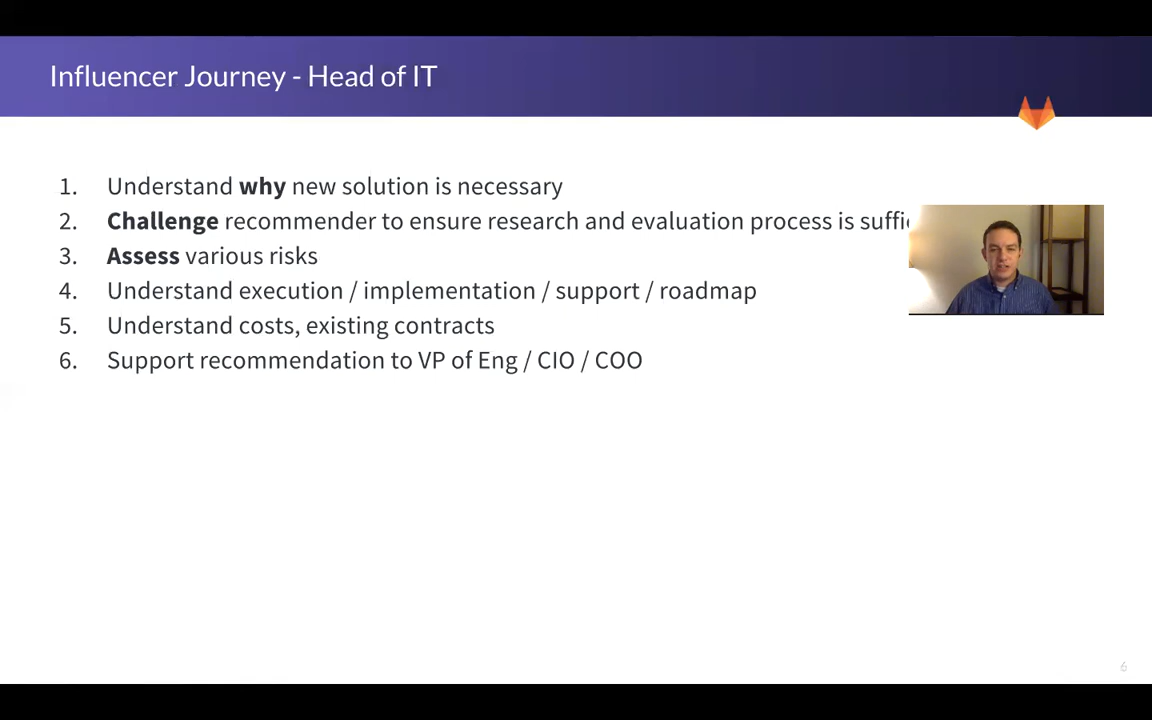 Influencer Journey - Head of IT
1. Understand why new solution is necessary
2. Challenge recommender to ensure research and evaluation process is
3. Assess various risks
4. Understand execution / implementation / support / roadmap
5. Understand costs, existing contracts
6. Support recommendation to VP of Eng / CIO / COO
6